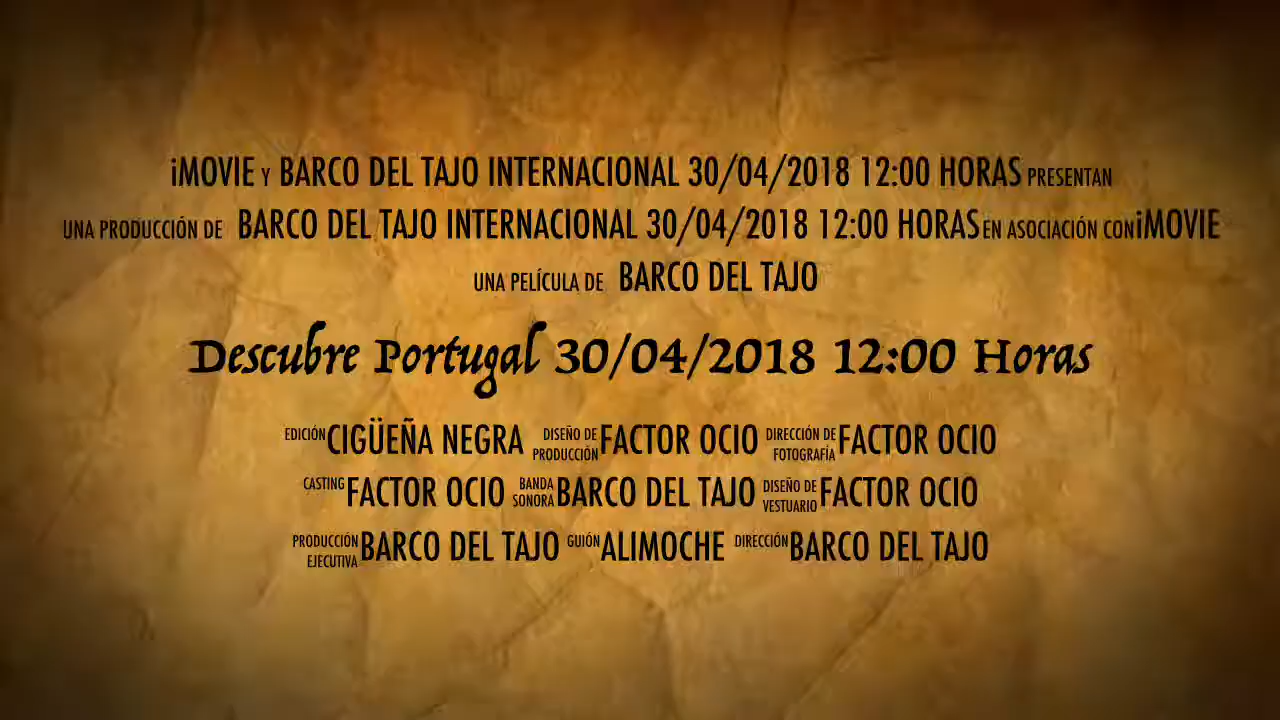 iMOVIE Y BARCO DEL TAJO INTERNACIONAL 30/04/2018 12:00 HORAS PRESENTAN
UNA PRODUCCIÓN DE BARCO DEL TAJO INTERNACIONAL 30/04/2018 12:00 HORAS EN ASOCIACIÓN CON iMOVIE
UNA PELÍCULA DE BARCO DEL TAJO
Descubre Portugal 30/04/2018 12:00 Horas
EDICIÓN CIGÜEÑA NEGRA DISEÑO DE PRODUCCIÓN FACTOR OCIO DIRECCIÓN DE FOTOGRAFÍA FACTOR OCIO
CASTING FACTOR OCIO BANDA SONORA BARCO DEL TAJO DISEÑO DE VESTUARIO FACTOR OCIO
PRODUCCIÓN EJECUTIVA BARCO DEL TAJO GUIÓN ALIMOCHE DIRECCIÓN BARCO DEL TAJO